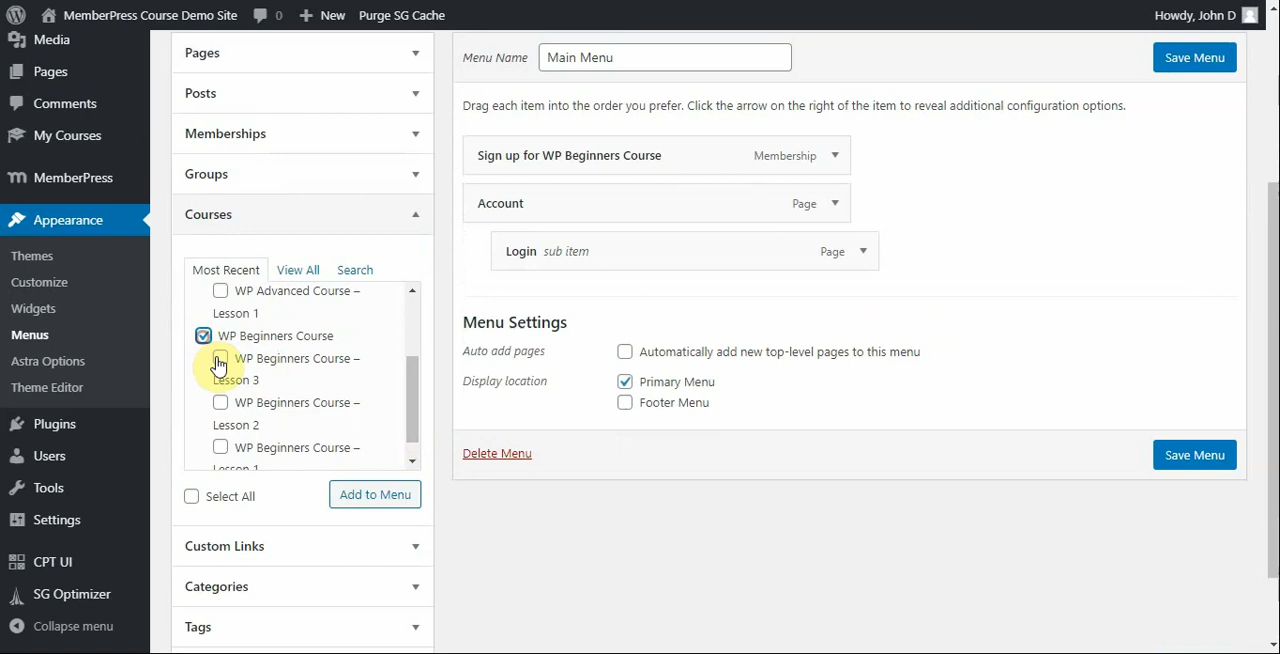 MemberPress Course Demo Site 0 New Purge SG Cache Howdy, John D
Media
Pages
Comments
My Courses
MemberPress
Appearance
Themes
Customize
Widgets
Menus
Astra Options
Theme Editor
Plugins
Users
Tools
Settings
CPT UI
SG Optimizer
Collapse menu
Pages
Posts
Memberships
Groups
Courses
Most Recent View All Search
WP Advanced Course –
Lesson 1
WP Beginners Course
WP Beginners Course –
Lesson 3
WP Beginners Course –
Lesson 2
WP Beginners Course –
Lesson 1
Select All Add to Menu
Custom Links
Categories
Tags
Menu Name Main Menu Save Menu
Drag each item into the order you prefer. Click the arrow on the right of the item to reveal additional configuration options.
Sign up for WP Beginners Course Membership
Account Page
Login sub item Page
Menu Settings
Auto add pages Automatically add new top-level pages to this menu
Display location Primary Menu
Footer Menu
Delete Menu Save Menu